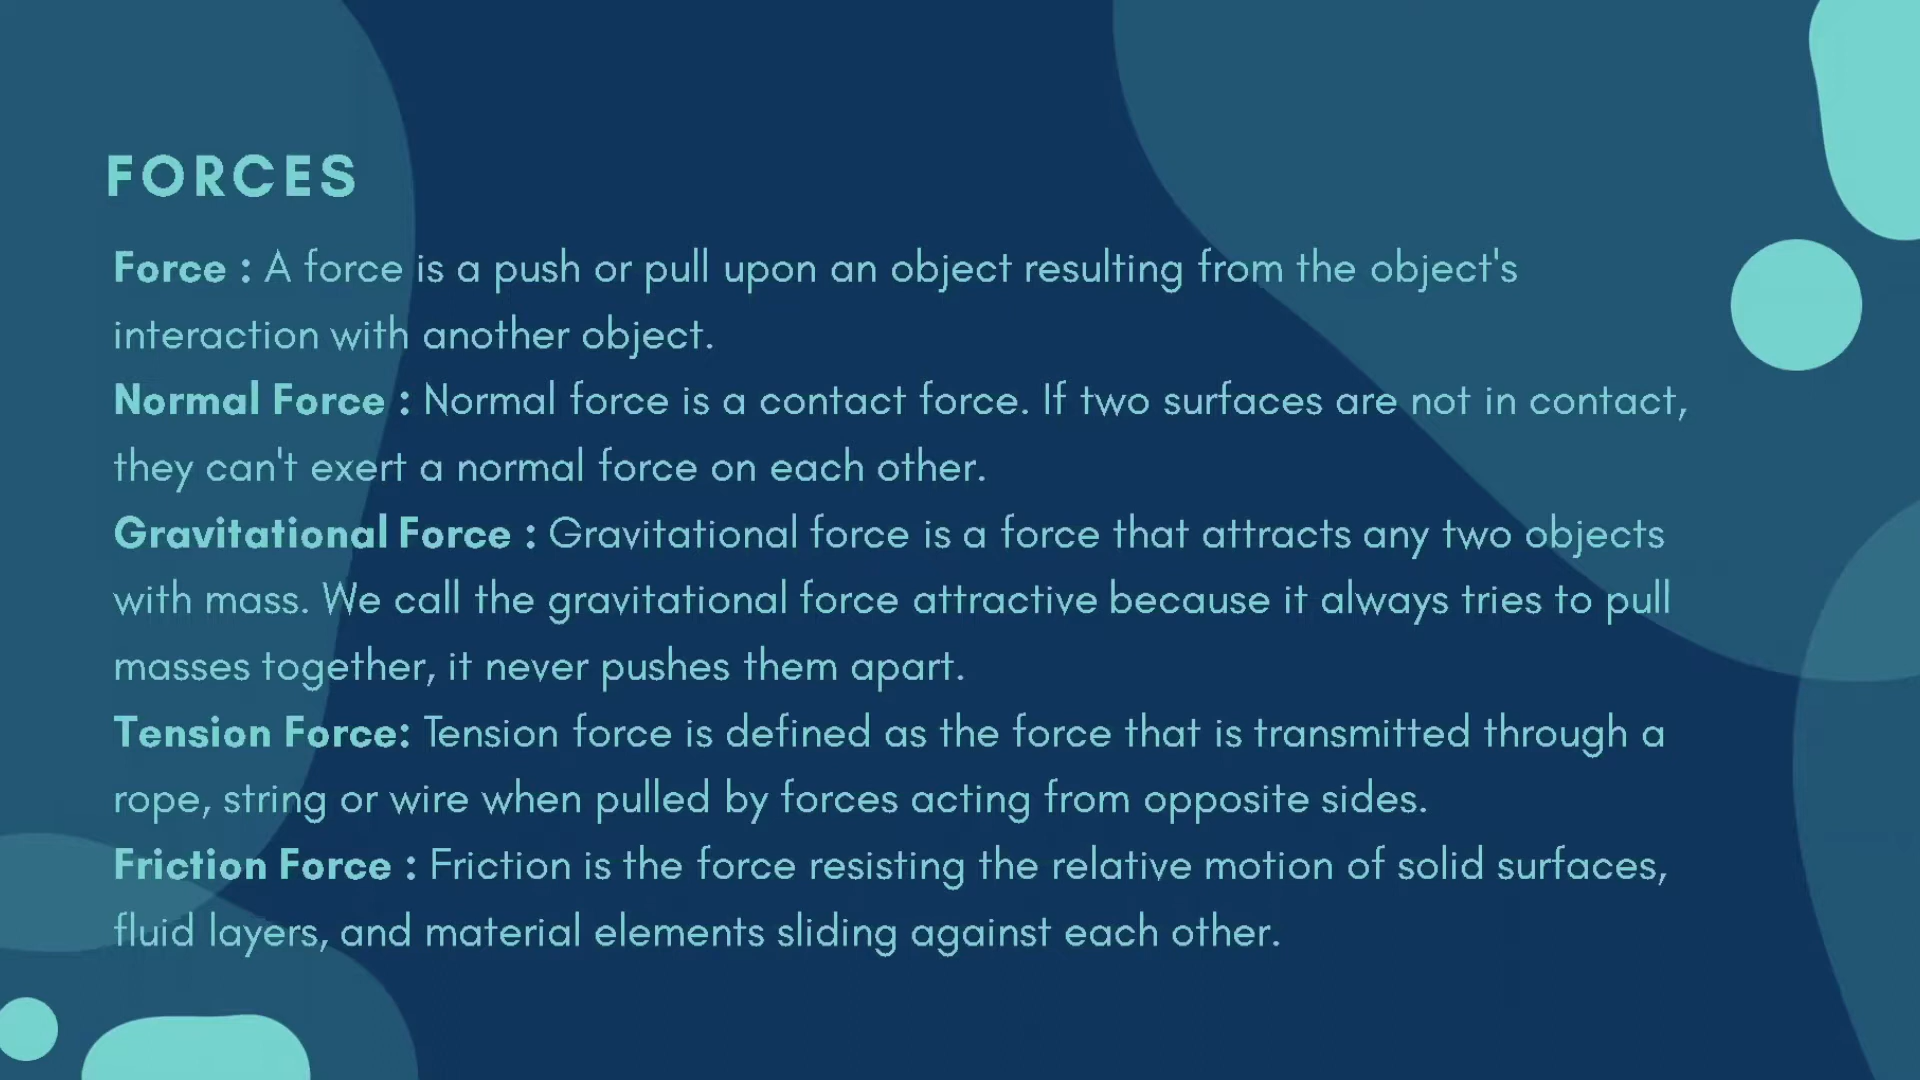 FORCES
Force : A force is a push or pull upon an object resulting from the object's
interaction with another object.
Normal Force : Normal force is a contact force. If two surfaces are not in contact,
they can't exert a normal force on each other.
Gravitational Force : Gravitational force is a force that attracts any two objects
with mass. We call the gravitational force attractive because it always tries to pull
masses together, it never pushes them apart.
Tension Force: Tension force is defined as the force that is transmitted through a
rope, string or wire when pulled by forces acting from opposite sides.
Friction Force : Friction is the force resisting the relative motion of solid surfaces,
fluid layers, and material elements sliding against each other.